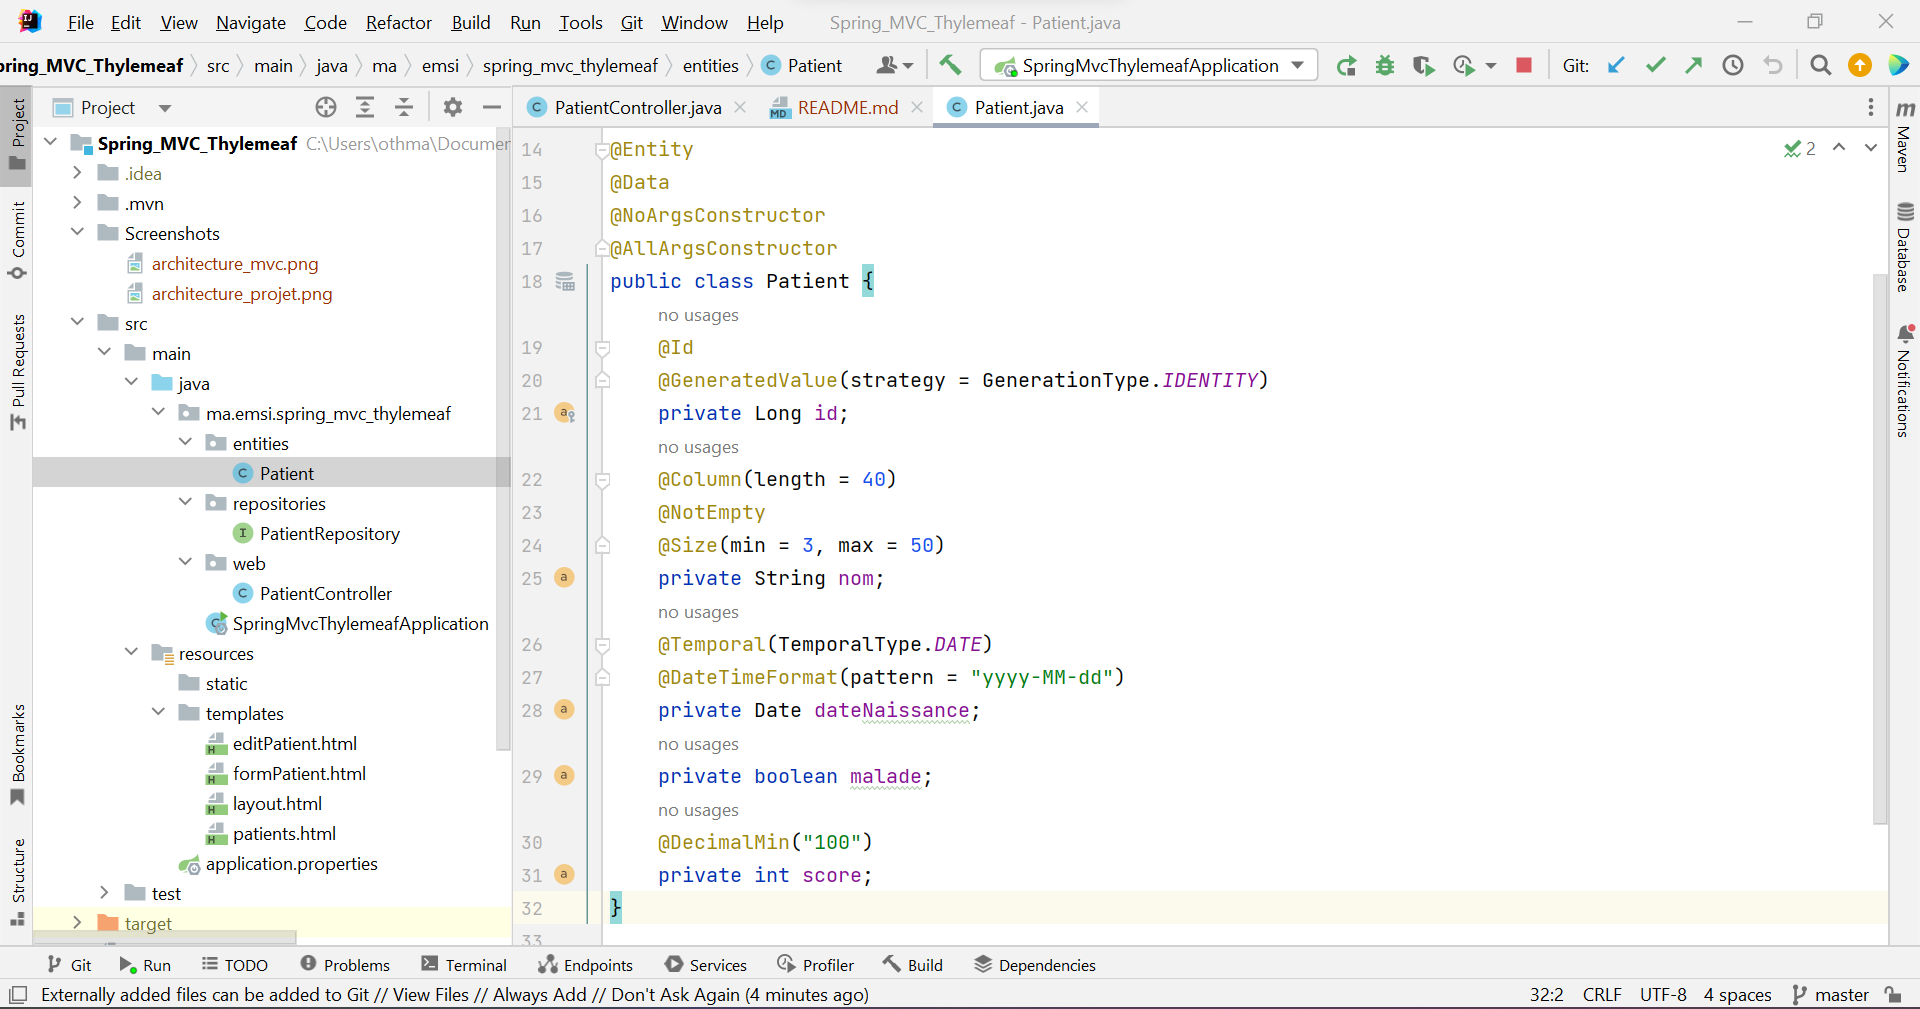 File Edit View Navigate Code Refactor Build Run Tools Git Window Help Spring_MVC_Thylemeaf - Patient.java
pring_MVC_Thylemeaf src main java ma emsi spring_mvc_thylemeaf entities Patient SpringMvcThylemeafApplication Git:
Project
PatientController.java README.md Patient.java
Spring_MVC_Thylemeaf C:\Users\othma\Documen
.idea
.mvn
Screenshots
architecture_mvc.png
architecture_projet.png
src
main
java
ma.emsi.spring_mvc_thylemeaf
entities
Patient
repositories
PatientRepository
web
PatientController
SpringMvcThylemeafApplication
resources
static
templates
editPatient.html
formPatient.html
layout.html
patients.html
application.properties
test
target
14 @Entity
15 @Data
16 @NoArgsConstructor
17 @AllArgsConstructor
18 public class Patient {
no usages
19 @Id
20 @GeneratedValue(strategy = GenerationType.IDENTITY)
21 private Long id;
no usages
22 @Column(length = 40)
23 @NotEmpty
24 @Size(min = 3, max = 50)
25 private String nom;
no usages
26 @Temporal(TemporalType.DATE)
27 @DateTimeFormat(pattern = "yyyy-MM-dd")
28 private Date dateNaissance;
no usages
29 private boolean malade;
no usages
30 @DecimalMin("100")
31 private int score;
32 }
33
2
Project
Commit
Pull Requests
Bookmarks
Structure
Maven
Database
Notifications
Git Run TODO Problems Terminal Endpoints Services Profiler Build Dependencies
Externally added files can be added to Git // View Files // Always Add // Don't Ask Again (4 minutes ago) 32:2 CRLF UTF-8 4 spaces master